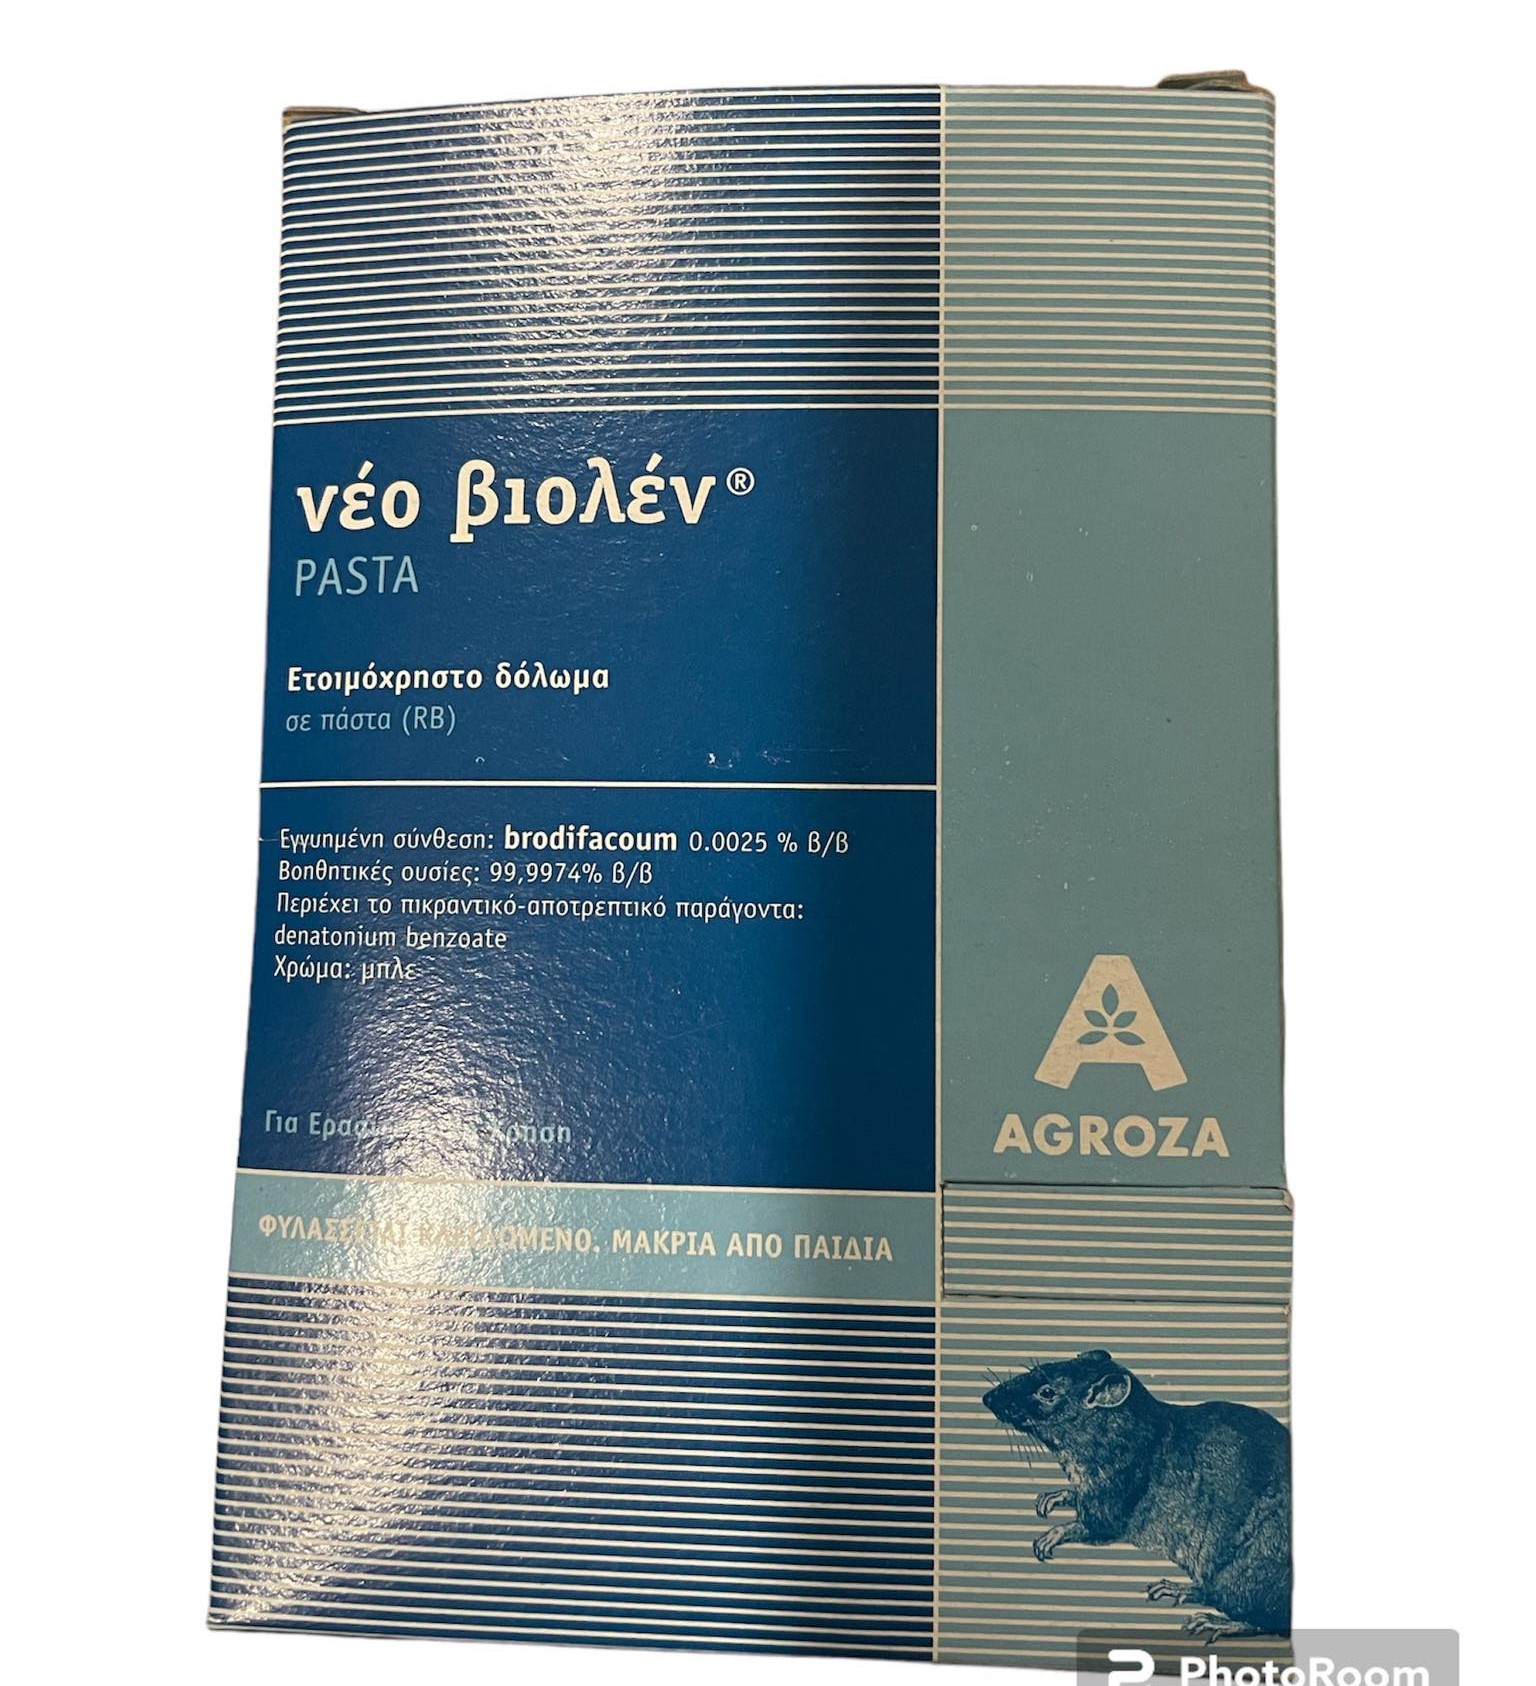 νέο βιολέν®
PASTA
Ετοιμόχρηστο δόλωμα
σε πάστα (RB)
Εγγυημένη σύνθεση: brodifacoum 0.0025 % β/β
Βοηθητικές ουσίες: 99,9974% β/β
Περιέχει το πικραντικό-αποτρεπτικό παράγοντα:
denatonium benzoate
Χρώμα: μπλε
Για Χρήση
ΜΑΚΡΙΑ ΑΠΟ ΠΑΙΔΙΑ
AGROZA
PhotoRoom